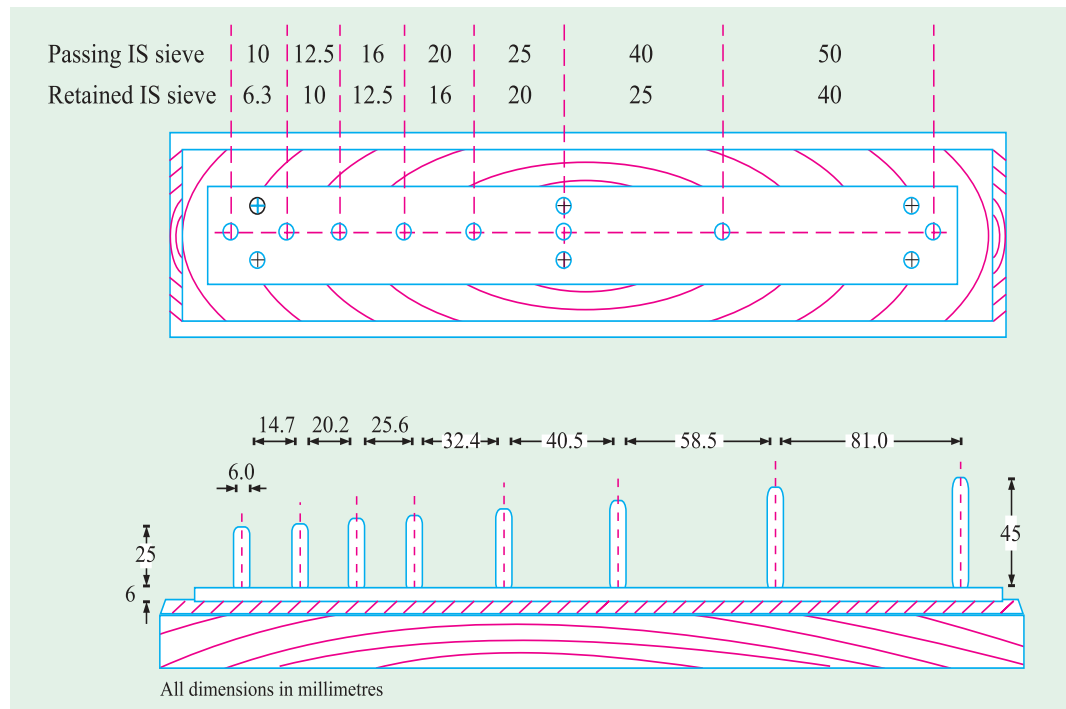 Passing IS sieve 10 12.5 16 20 25 40 50
Retained IS sieve 6.3 10 12.5 16 20 25 40
14.7 20.2 25.6 32.4 40.5 58.5 81.0
6.0
25
45
6
All dimensions in millimetres